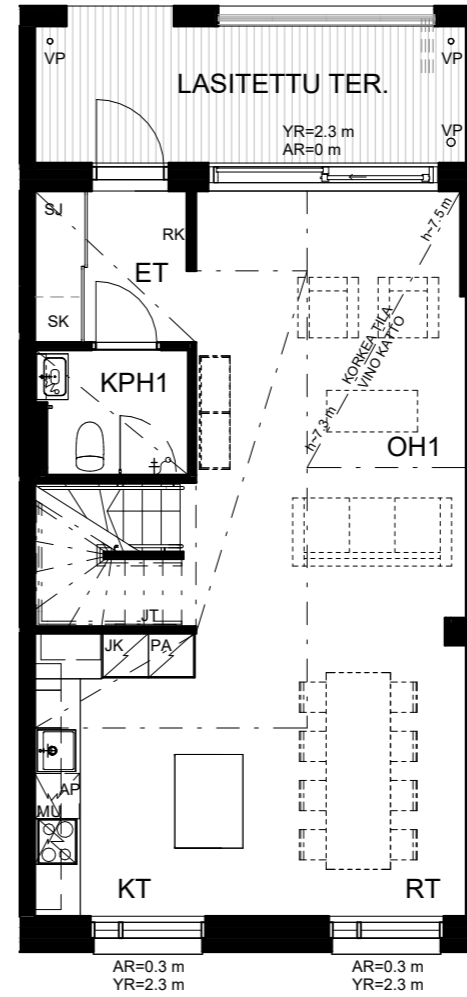 VP
VP
LASITETTU TER.
YR=2.3 m
AR=0 m
VP
SJ
RK
ET
SK
h~7.5 m
KORKEA TILA
VINO KATTO
h~7.3 m
KPH1
OH1
JT
JK
PA
AP
MU
KT
RT
AR=0.3 m
YR=2.3 m
AR=0.3 m
YR=2.3 m